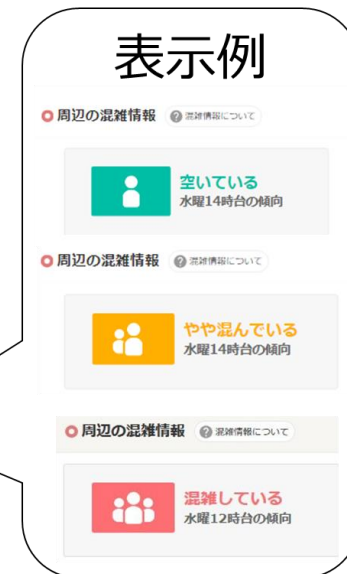 表示例
周辺の混雑情報 ? 混雑情報について
空いている
水曜14時台の傾向
周辺の混雑情報 ? 混雑情報について
やや混んでいる
水曜14時台の傾向
周辺の混雑情報 ? 混雑情報について
混雑している
水曜12時台の傾向